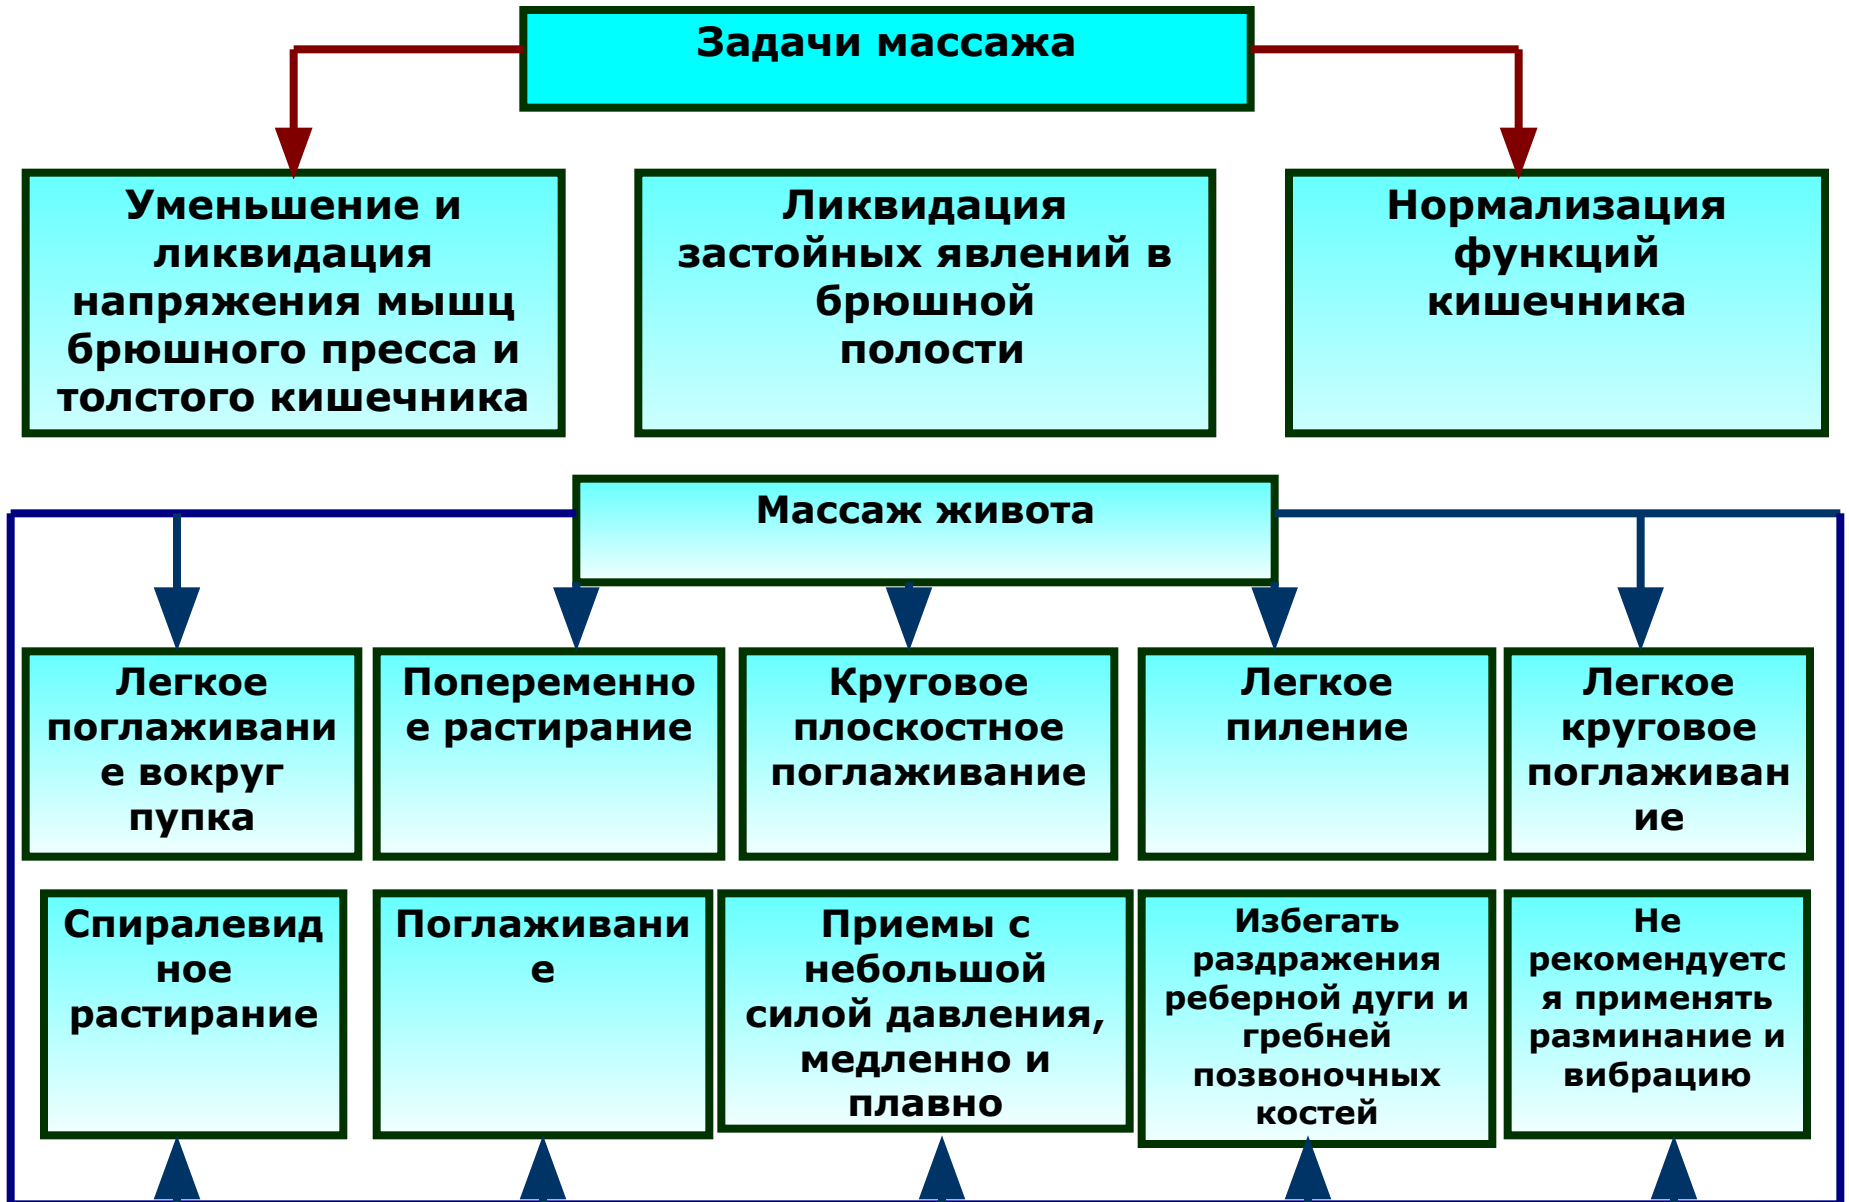 Задачи массажа
Уменьшение и
ликвидация
напряжения мышц
брюшного пресса и
толстого кишечника
Ликвидация
застойных явлений в
брюшной
полости
Нормализация
функций
кишечника
Массаж живота
Легкое
поглаживани
е вокруг
пупка
Попеременно
е растирание
Круговое
плоскостное
поглаживание
Легкое
пиление
Легкое
круговое
поглаживан
ие
Спиралевид
ное
растирание
Поглаживани
е
Приемы с
небольшой
силой давления,
медленно и
плавно
Избегать
раздражения
реберной дуги и
гребней
позвоночных
костей
Не
рекомендуетс
я применять
разминание и
вибрацию